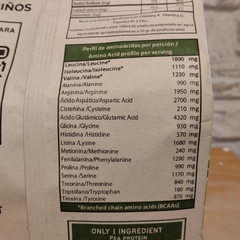 IÑOS
ARA
Perfil de aminoácidos por porción /
Amino acid profile per serving
Leucina/Leucine* 1890 mg
Isoleucina/Isoleucine* 1110 mg
Valina/Valine* 1230 mg
Alanina/Alanine 990 mg
Arginina/Arginine 1950 mg
Ácido Aspático/Aspartic Acid 2700 mg
Cisteína/Cysteine 210 mg
Ácido Glutámico/Glutamic Acid 4320 mg
Glicina/Glycine 930 mg
Histidina/Histidine 570 mg
Lisina/Lysine 1680 mg
Metionina/Methionine 240 mg
Fenilalanina/Phenylalanine 1290 mg
Prolina/Proline 990 mg
Serina/Serine 1170 mg
Treonina/Threonine 840 mg
Triptófano/Tryptophan 180 mg
Tirosina/Tyrosine 870 mg
*Branched chain amino acids (BCAAs)
ONLY 1 INGREDIENT
PEA PROTEIN